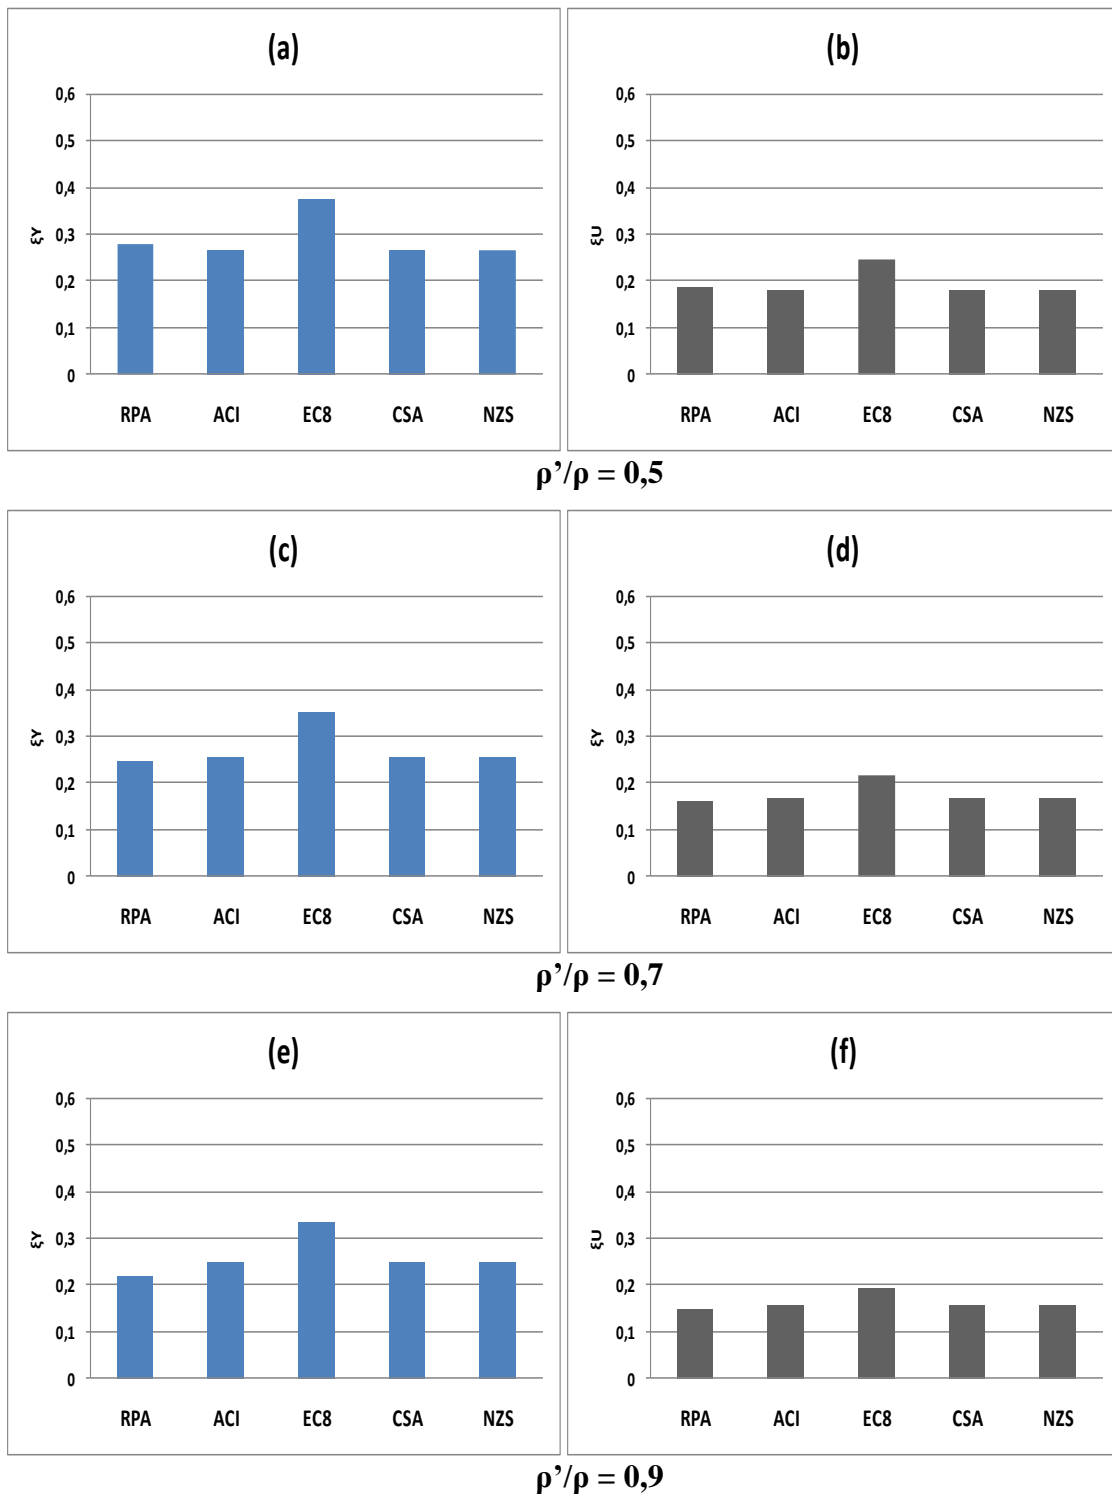 (a)
0,6
0,5
0,4
0,3
0,2
0,1
0
ξY
RPA ACI EC8 CSA NZS
(b)
0,6
0,5
0,4
0,3
0,2
0,1
0
ξU
RPA ACI EC8 CSA NZS
ρ’/ρ = 0,5
(c)
0,6
0,5
0,4
0,3
0,2
0,1
0
ξY
RPA ACI EC8 CSA NZS
(d)
0,6
0,5
0,4
0,3
0,2
0,1
0
ξY
RPA ACI EC8 CSA NZS
ρ’/ρ = 0,7
(e)
0,6
0,5
0,4
0,3
0,2
0,1
0
ξY
RPA ACI EC8 CSA NZS
(f)
0,6
0,5
0,4
0,3
0,2
0,1
0
ξU
RPA ACI EC8 CSA NZS
ρ’/ρ = 0,9